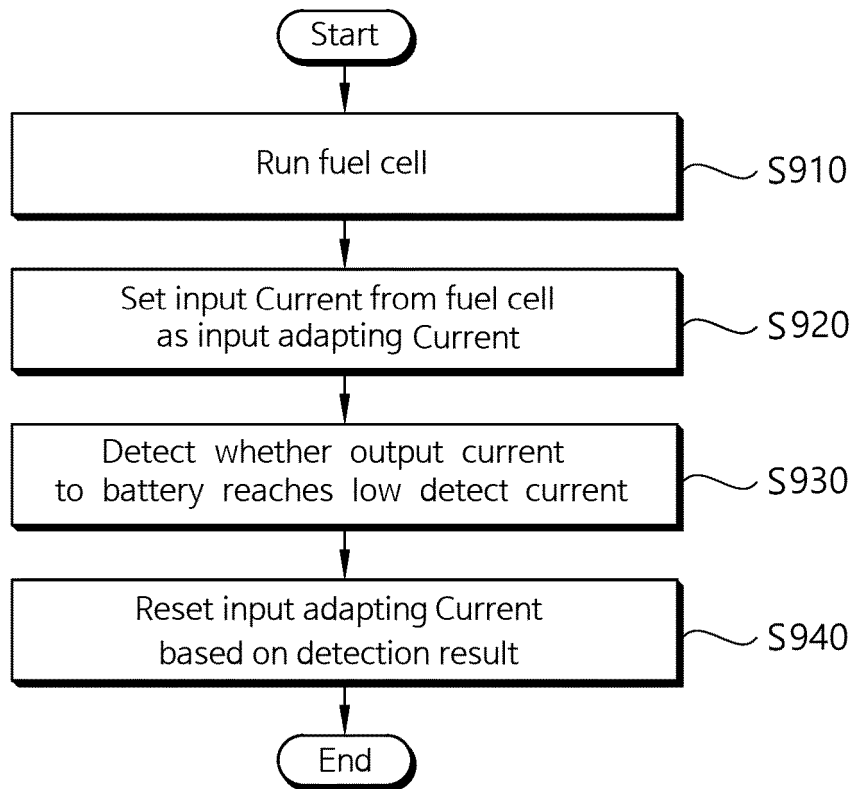 Start
Run fuel cell
S910
Set input Current from fuel cell
as input adapting Current
S920
Detect whether output current
to battery reaches low detect current
S930
Reset input adapting Current
based on detection result
S940
End